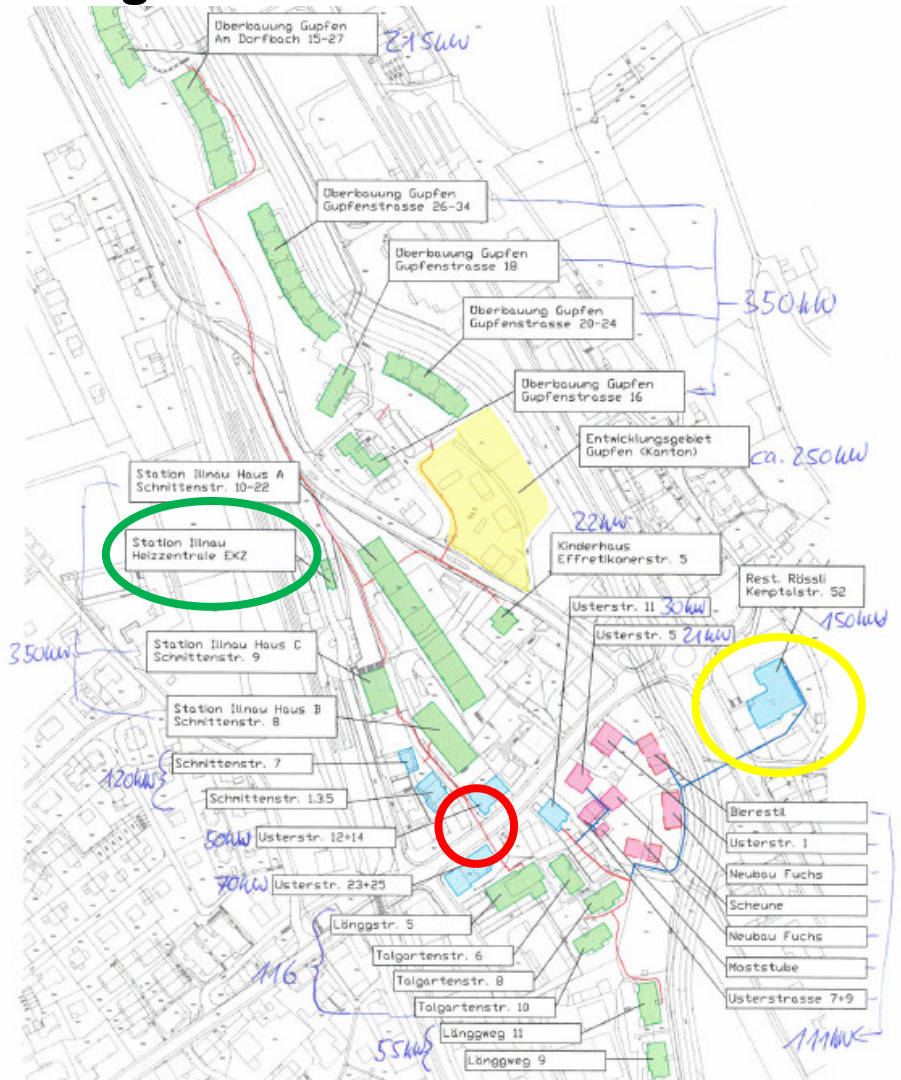 Überbauung Gupfen
Am Dorfbach 15-27
215kW
Überbauung Gupfen
Gupfenstrasse 26-34
Überbauung Gupfen
Gupfenstrasse 18
350kW
Überbauung Gupfen
Gupfenstrasse 20-24
Überbauung Gupfen
Gupfenstrasse 16
Entwicklungsgebiet
Gupfen (Kanton)
ca. 250kW
Station Illnau Haus A
Schnittenstr. 10-22
Station Illnau
Heizzentrale EKZ
22kW
Kinderhaus
Effretikonerstr. 5
Rest. Rössli
Kemptalstr. 52
150kW
Usterstr. 11 30kW
Usterstr. 5 21kW
350kW
Station Illnau Haus C
Schmittenstr. 9
Station Illnau Haus B
Schmittenstr. 8
Schmittenstr. 7
120kW
Schmittenstr. 1.3.5
50kW Usterstr. 12+14
70kW Usterstr. 23+25
Bierestil
Usterstr. 1
Neubau Fuchs
Scheune
Neubau Fuchs
Moststube
Usterstrasse 7+9
111kW
Länggstr. 5
Talgartenstr. 6
116
Talgartenstr. 8
Talgartenstr. 10
Länggweg 11
55kW
Länggweg 9